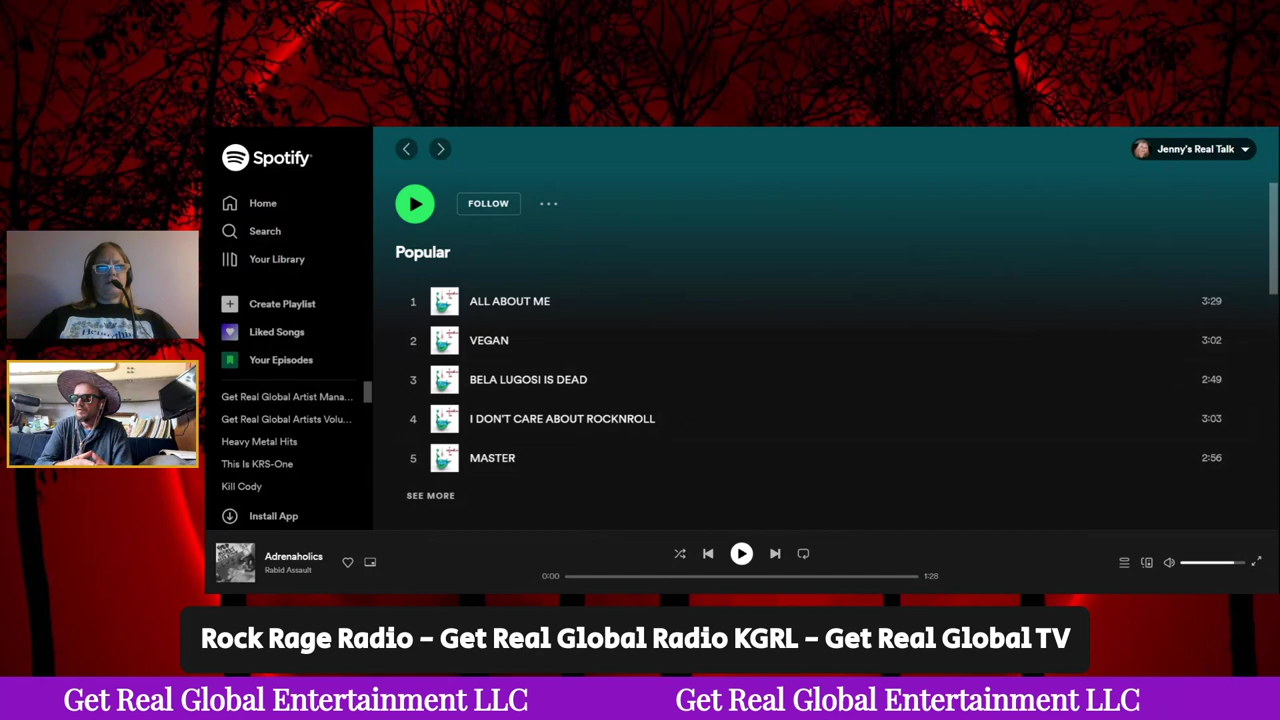 Spotify
Jenny's Real Talk
Home
Search
Your Library
Create Playlist
Liked Songs
Your Episodes
Get Real Global Artist Mana...
Get Real Global Artists Volu...
Heavy Metal Hits
This Is KRS-One
Kill Cody
Install App
FOLLOW
Popular
1 ALL ABOUT ME 3:29
2 VEGAN 3:02
3 BELA LUGOSI IS DEAD 2:49
4 I DON'T CARE ABOUT ROCKNROLL 3:03
5 MASTER 2:56
SEE MORE
Adrenaholics
Rabid Assault
0:00
1:28
Rock Rage Radio – Get Real Global Radio KGRL – Get Real Global TV
Get Real Global Entertainment LLC Get Real Global Entertainment LLC